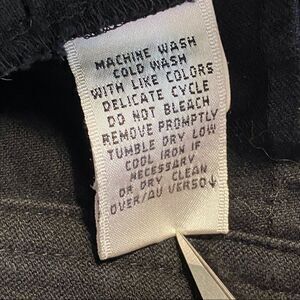 MACHINE WASH
COLD WASH
WITH LIKE COLORS
DELICATE CYCLE
DO NOT BLEACH
REMOVE PROMPTLY
TUMBLE DRY LOW
COOL IRON IF
NECESSARY
OR DRY CLEAN
OVER/AU VERSO↓